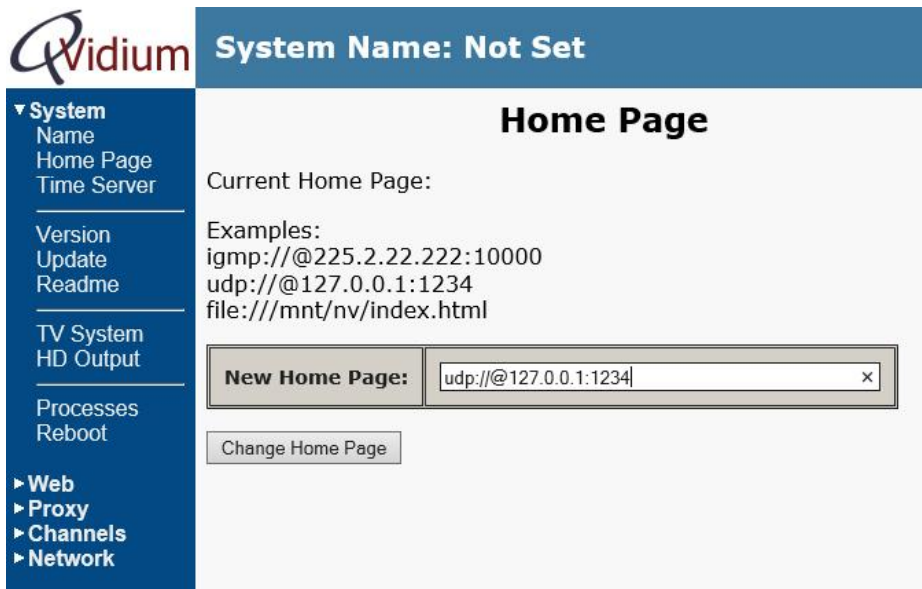 QVidium
System Name: Not Set
System
Name
Home Page
Time Server
Version
Update
Readme
TV System
HD Output
Processes
Reboot
Web
Proxy
Channels
Network
Home Page
Current Home Page:
Examples:
igmp://@225.2.22.222:10000
udp://@127.0.0.1:1234
file:///mnt/nv/index.html
New Home Page: udp://@127.0.0.1:1234
Change Home Page